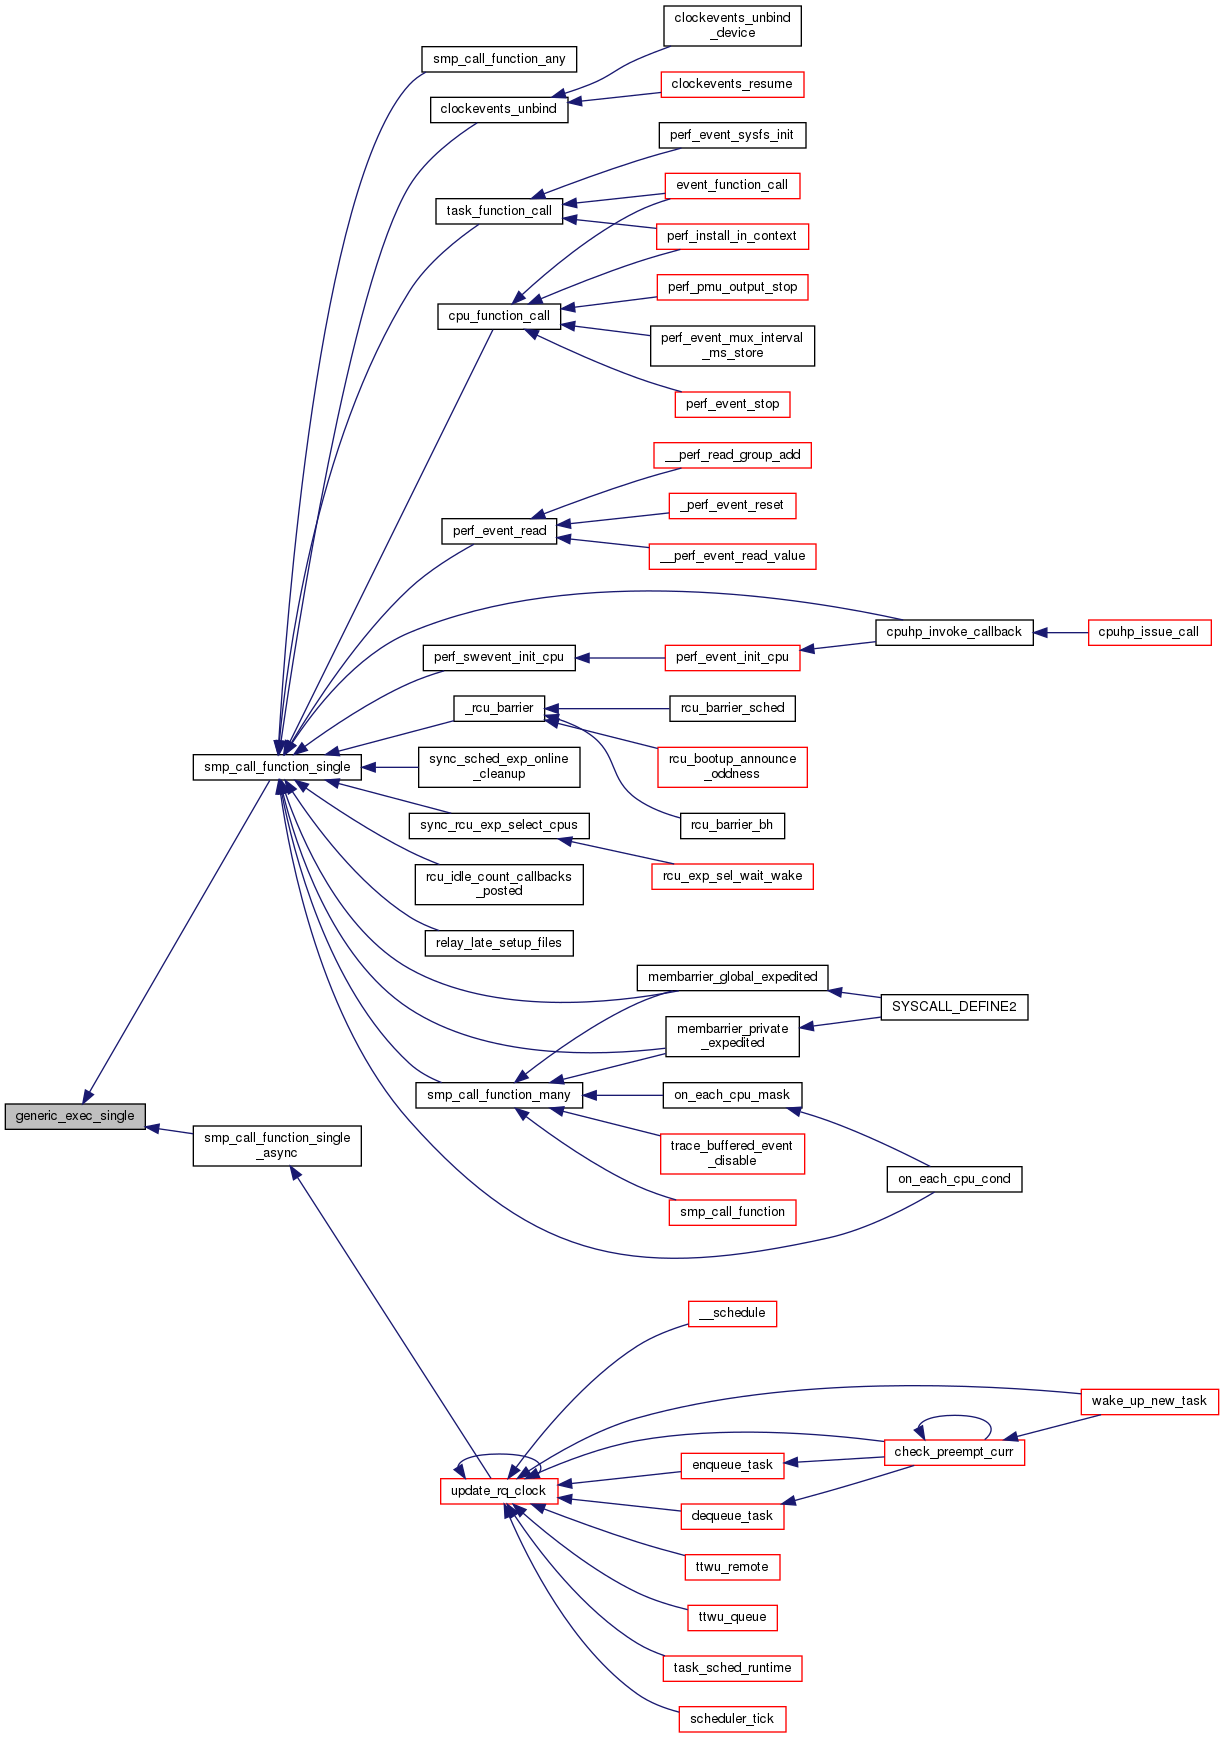 clockevents_unbind
_device
smp_call_function_any
clockevents_resume
clockevents_unbind
perf_event_sysfs_init
event_function_call
task_function_call
perf_install_in_context
perf_pmu_output_stop
cpu_function_call
perf_event_mux_interval
_ms_store
perf_event_stop
__perf_read_group_add
_perf_event_reset
perf_event_read
__perf_event_read_value
cpuhp_invoke_callback
cpuhp_issue_call
perf_swevent_init_cpu
perf_event_init_cpu
_rcu_barrier
rcu_barrier_sched
smp_call_function_single
sync_sched_exp_online
_cleanup
rcu_bootup_announce
_oddness
sync_rcu_exp_select_cpus
rcu_barrier_bh
rcu_idle_count_callbacks
_posted
rcu_exp_sel_wait_wake
relay_late_setup_files
membarrier_global_expedited
SYSCALL_DEFINE2
membarrier_private
_expedited
smp_call_function_many
on_each_cpu_mask
generic_exec_single
smp_call_function_single
_async
trace_buffered_event
_disable
on_each_cpu_cond
smp_call_function
__schedule
wake_up_new_task
check_preempt_curr
enqueue_task
update_rq_clock
dequeue_task
ttwu_remote
ttwu_queue
task_sched_runtime
scheduler_tick